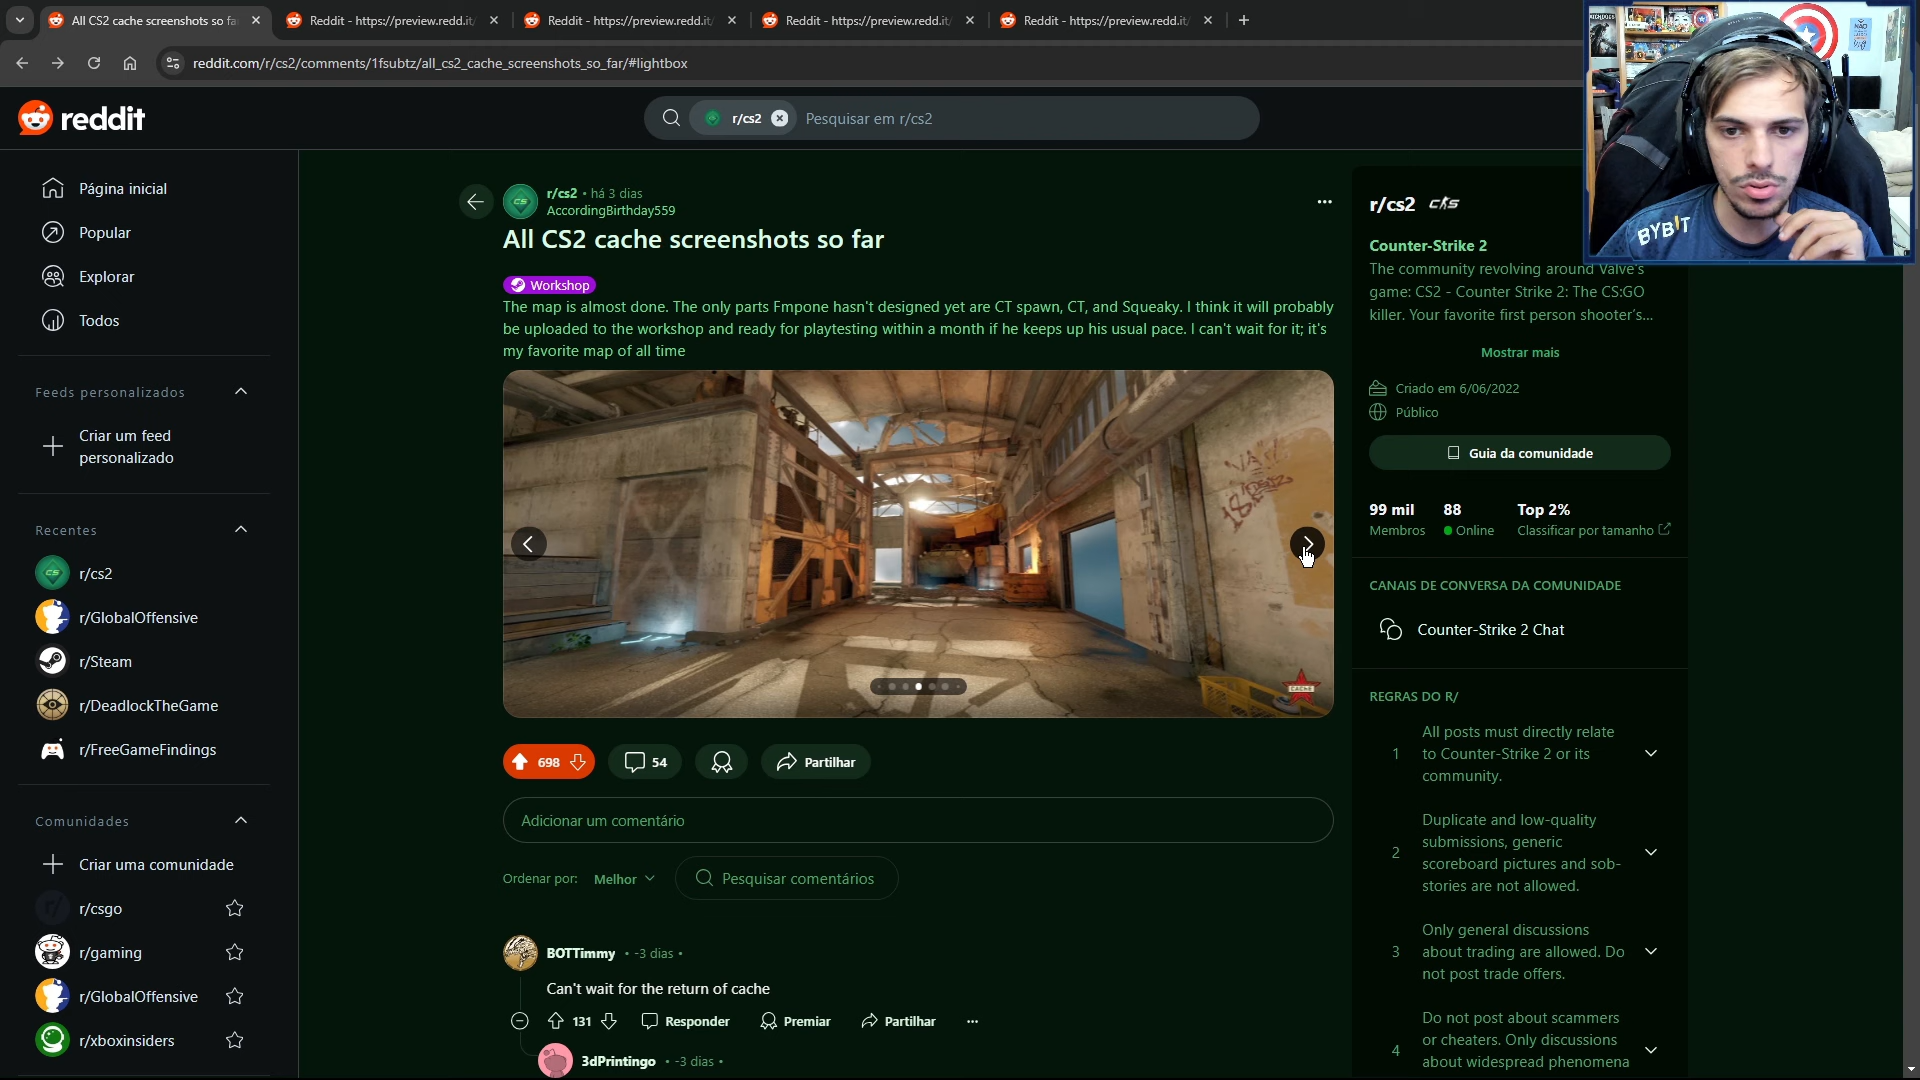 All CS2 cache screenshots so fa
Reddit - https://preview.redd.it/
Reddit - https://preview.redd.it/
Reddit - https://preview.redd.it/
Reddit - https://preview.redd.it/
reddit.com/r/cs2/comments/1fsubtz/all_cs2_cache_screenshots_so_far/#lightbox
reddit
r/cs2
Pesquisar em r/cs2
Página inicial
Popular
Explorar
Todos
Feeds personalizados
Criar um feed
personalizado
Recentes
r/cs2
r/GlobalOffensive
r/Steam
r/DeadlockTheGame
r/FreeGameFindings
Comunidades
Criar uma comunidade
r/csgo
r/gaming
r/GlobalOffensive
r/xboxinsiders
r/cs2 • há 3 dias
AccordingBirthday559
All CS2 cache screenshots so far
Workshop
The map is almost done. The only parts Fmpone hasn't designed yet are CT spawn, CT, and Squeaky. I think it will probably
be uploaded to the workshop and ready for playtesting within a month if he keeps up his usual pace. I can't wait for it; it's
my favorite map of all time
CACHE
698
54
Partilhar
Adicionar um comentário
Ordenar por: Melhor
Pesquisar comentários
BOTTimmy • -3 dias •
Can't wait for the return of cache
131
Responder
Premiar
Partilhar
3dPrintingo • -3 dias •
r/cs2
Counter-Strike 2
The community revolving around Valve's
game: CS2 - Counter Strike 2: The CS:GO
killer. Your favorite first person shooter's...
Mostrar mais
Criado em 6/06/2022
Público
Guia da comunidade
99 mil 88 Top 2%
Membros Online Classificar por tamanho
CANAIS DE CONVERSA DA COMUNIDADE
Counter-Strike 2 Chat
REGRAS DO R/
1 All posts must directly relate
to Counter-Strike 2 or its
community.
2 Duplicate and low-quality
submissions, generic
scoreboard pictures and sob-
stories are not allowed.
3 Only general discussions
about trading are allowed. Do
not post trade offers.
4 Do not post about scammers
or cheaters. Only discussions
about widespread phenomena
BYBIT